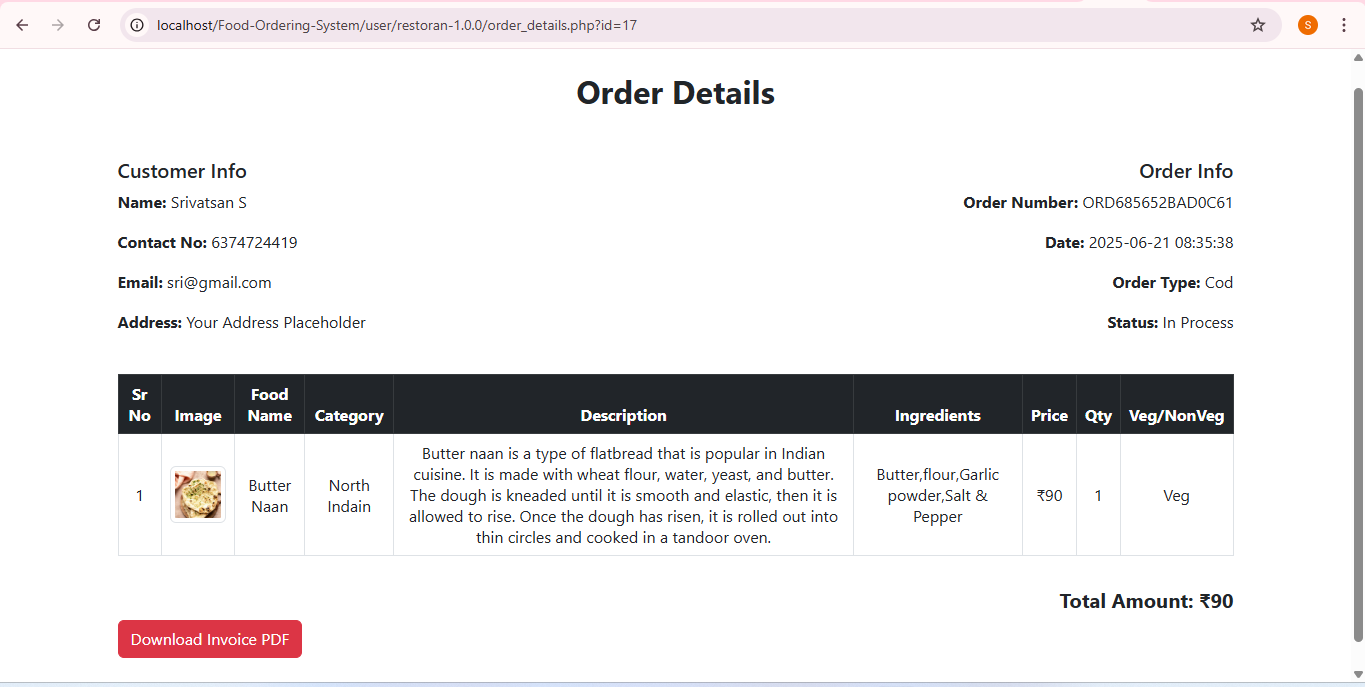 localhost/Food-Ordering-System/user/restoran-1.0.0/order_details.php?id=17
S
Order Details
Customer Info
Name: Srivatsan S
Contact No: 6374724419
Email: sri@gmail.com
Address: Your Address Placeholder
Order Info
Order Number: ORD685652BAD0C61
Date: 2025-06-21 08:35:38
Order Type: Cod
Status: In Process
Sr No Image Food Name Category Description Ingredients Price Qty Veg/NonVeg
1
Butter
Naan
North
Indain
Butter naan is a type of flatbread that is popular in Indian
cuisine. It is made with wheat flour, water, yeast, and butter.
The dough is kneaded until it is smooth and elastic, then it is
allowed to rise. Once the dough has risen, it is rolled out into
thin circles and cooked in a tandoor oven.
Butter,flour,Garlic
powder,Salt &
Pepper
₹90
1
Veg
Total Amount: ₹90
Download Invoice PDF